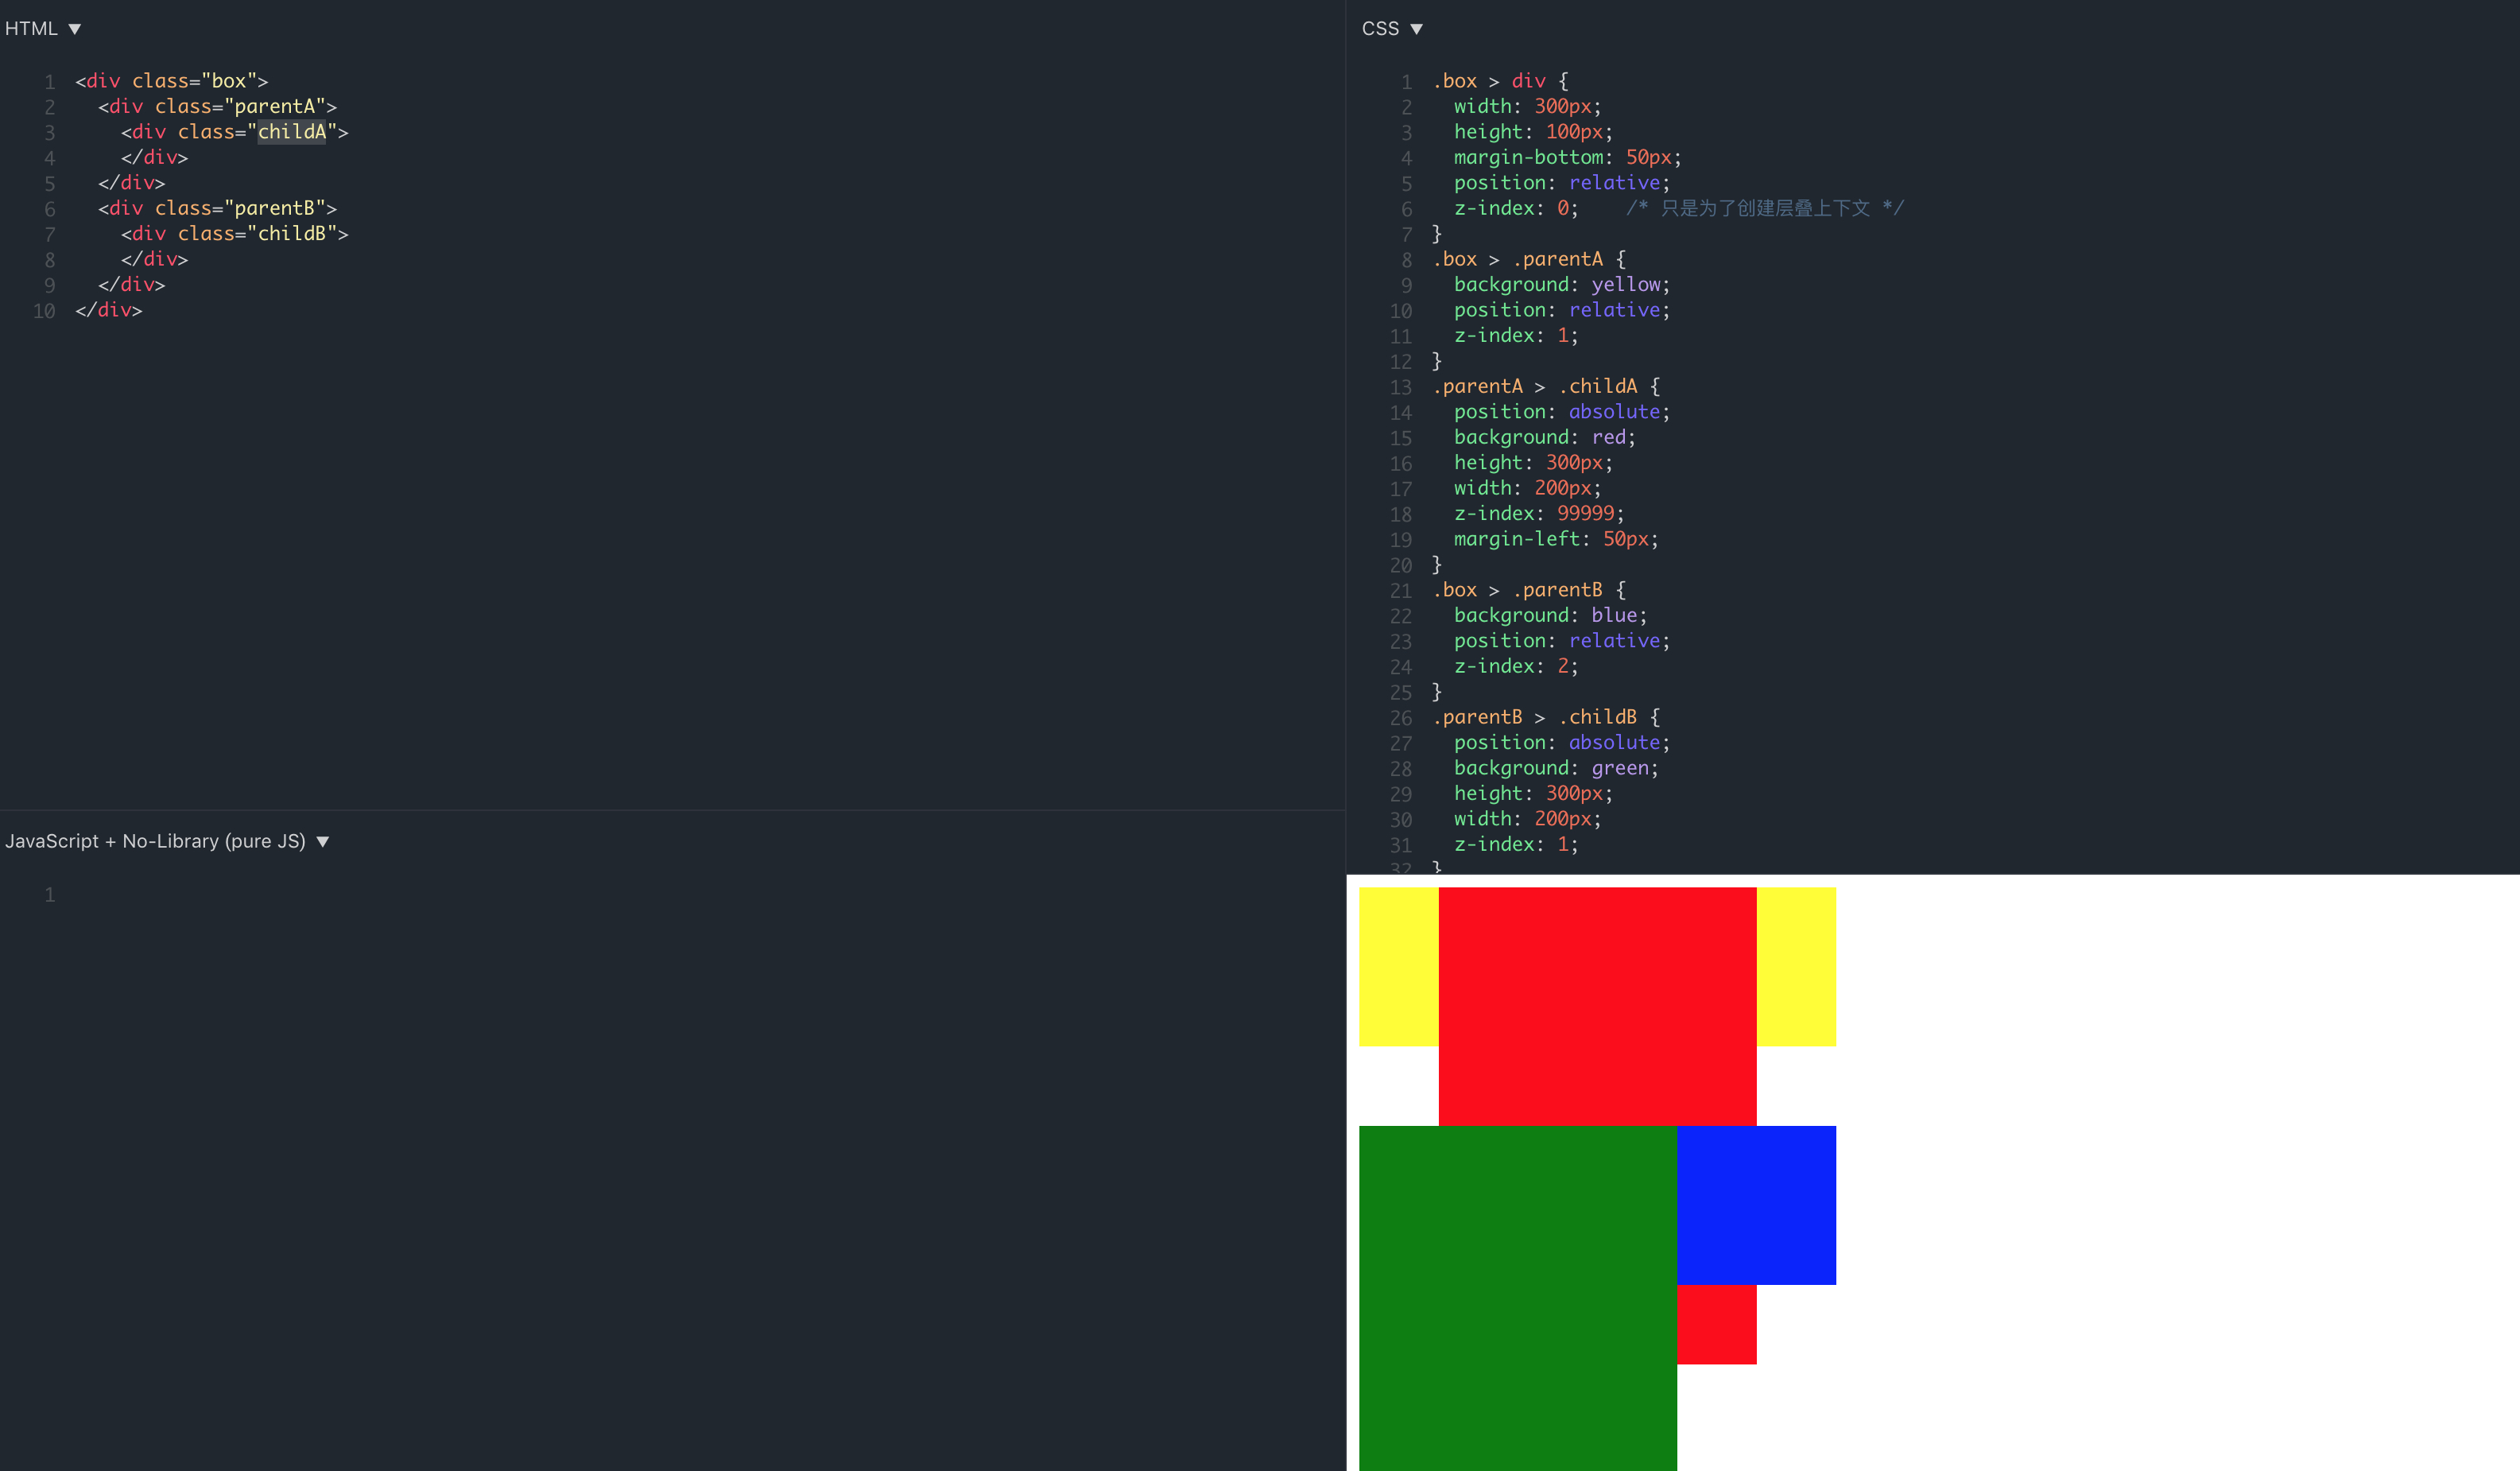 HTML ▼
1 <div class="box">
2   <div class="parentA">
3     <div class="childA">
4     </div>
5   </div>
6   <div class="parentB">
7     <div class="childB">
8     </div>
9   </div>
10 </div>
JavaScript + No-Library (pure JS) ▼
1
CSS ▼
1 .box > div {
2   width: 300px;
3   height: 100px;
4   margin-bottom: 50px;
5   position: relative;
6   z-index: 0;    /* 只是为了创建层叠上下文 */
7 }
8 .box > .parentA {
9   background: yellow;
10   position: relative;
11   z-index: 1;
12 }
13 .parentA > .childA {
14   position: absolute;
15   background: red;
16   height: 300px;
17   width: 200px;
18   z-index: 99999;
19   margin-left: 50px;
20 }
21 .box > .parentB {
22   background: blue;
23   position: relative;
24   z-index: 2;
25 }
26 .parentB > .childB {
27   position: absolute;
28   background: green;
29   height: 300px;
30   width: 200px;
31   z-index: 1;
32 }